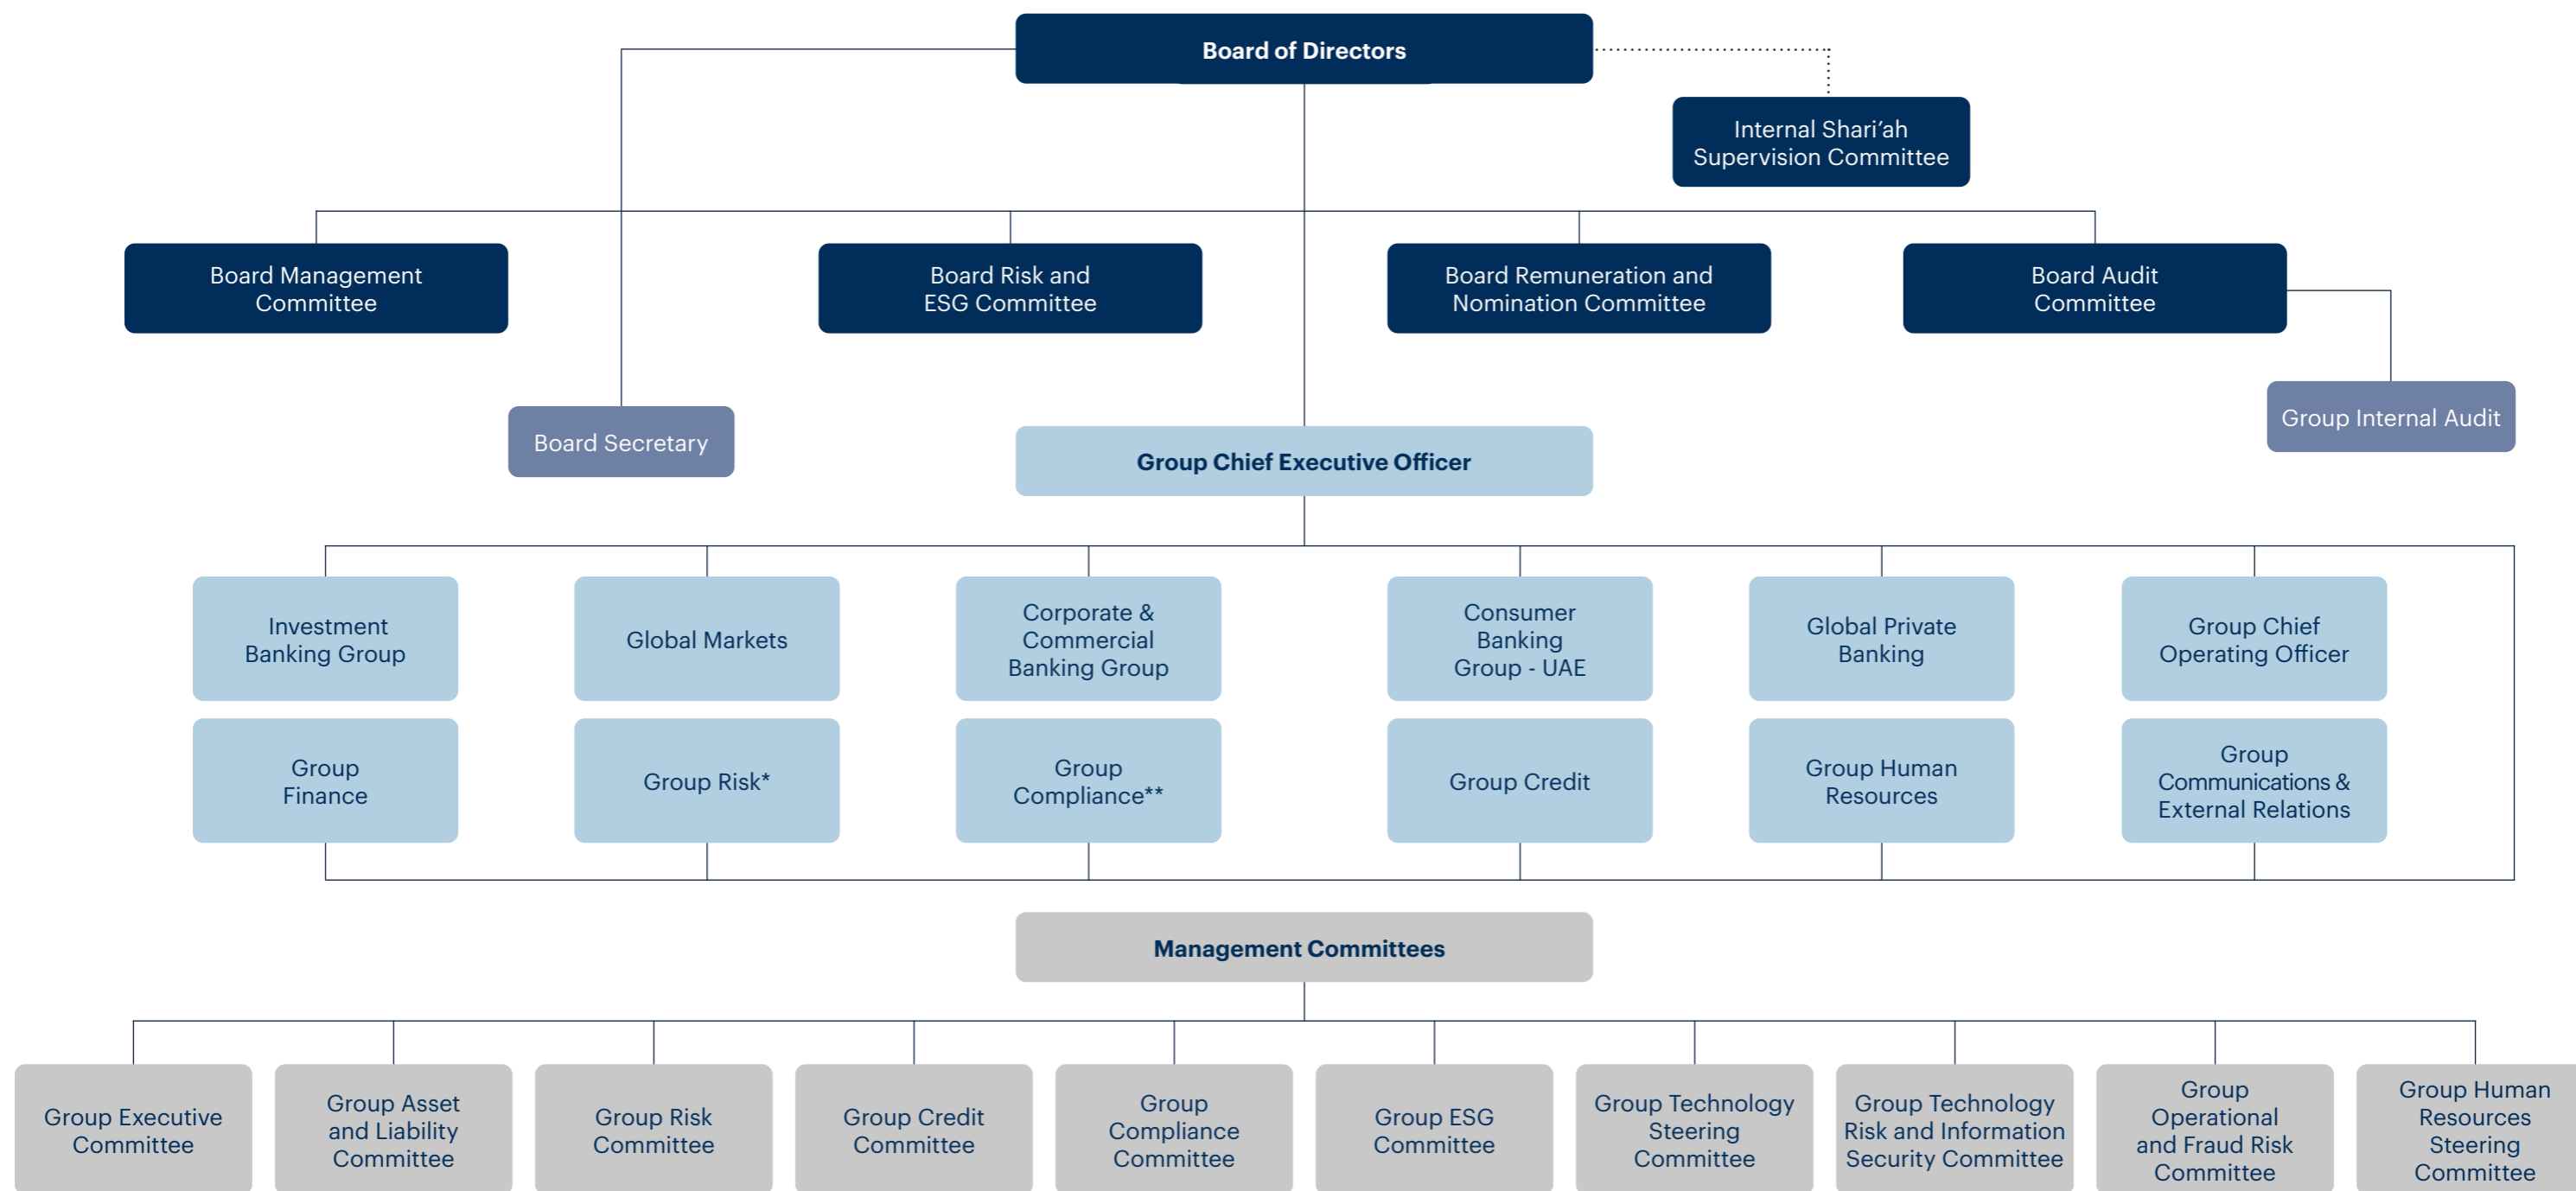 Board of Directors
Internal Shari’ah
Supervision Committee
Board Management
Committee
Board Risk and
ESG Committee
Board Remuneration and
Nomination Committee
Board Audit
Committee
Board Secretary
Group Internal Audit
Group Chief Executive Officer
Investment
Banking Group
Global Markets
Corporate &
Commercial
Banking Group
Consumer
Banking
Group - UAE
Global Private
Banking
Group Chief
Operating Officer
Group
Finance
Group Risk*
Group
Compliance**
Group Credit
Group Human
Resources
Group
Communications &
External Relations
Management Committees
Group Executive
Committee
Group Asset
and Liability
Committee
Group Risk
Committee
Group Credit
Committee
Group
Compliance
Committee
Group ESG
Committee
Group Technology
Steering
Committee
Group Technology
Risk and Information
Security Committee
Group
Operational
and Fraud Risk
Committee
Group Human
Resources
Steering
Committee